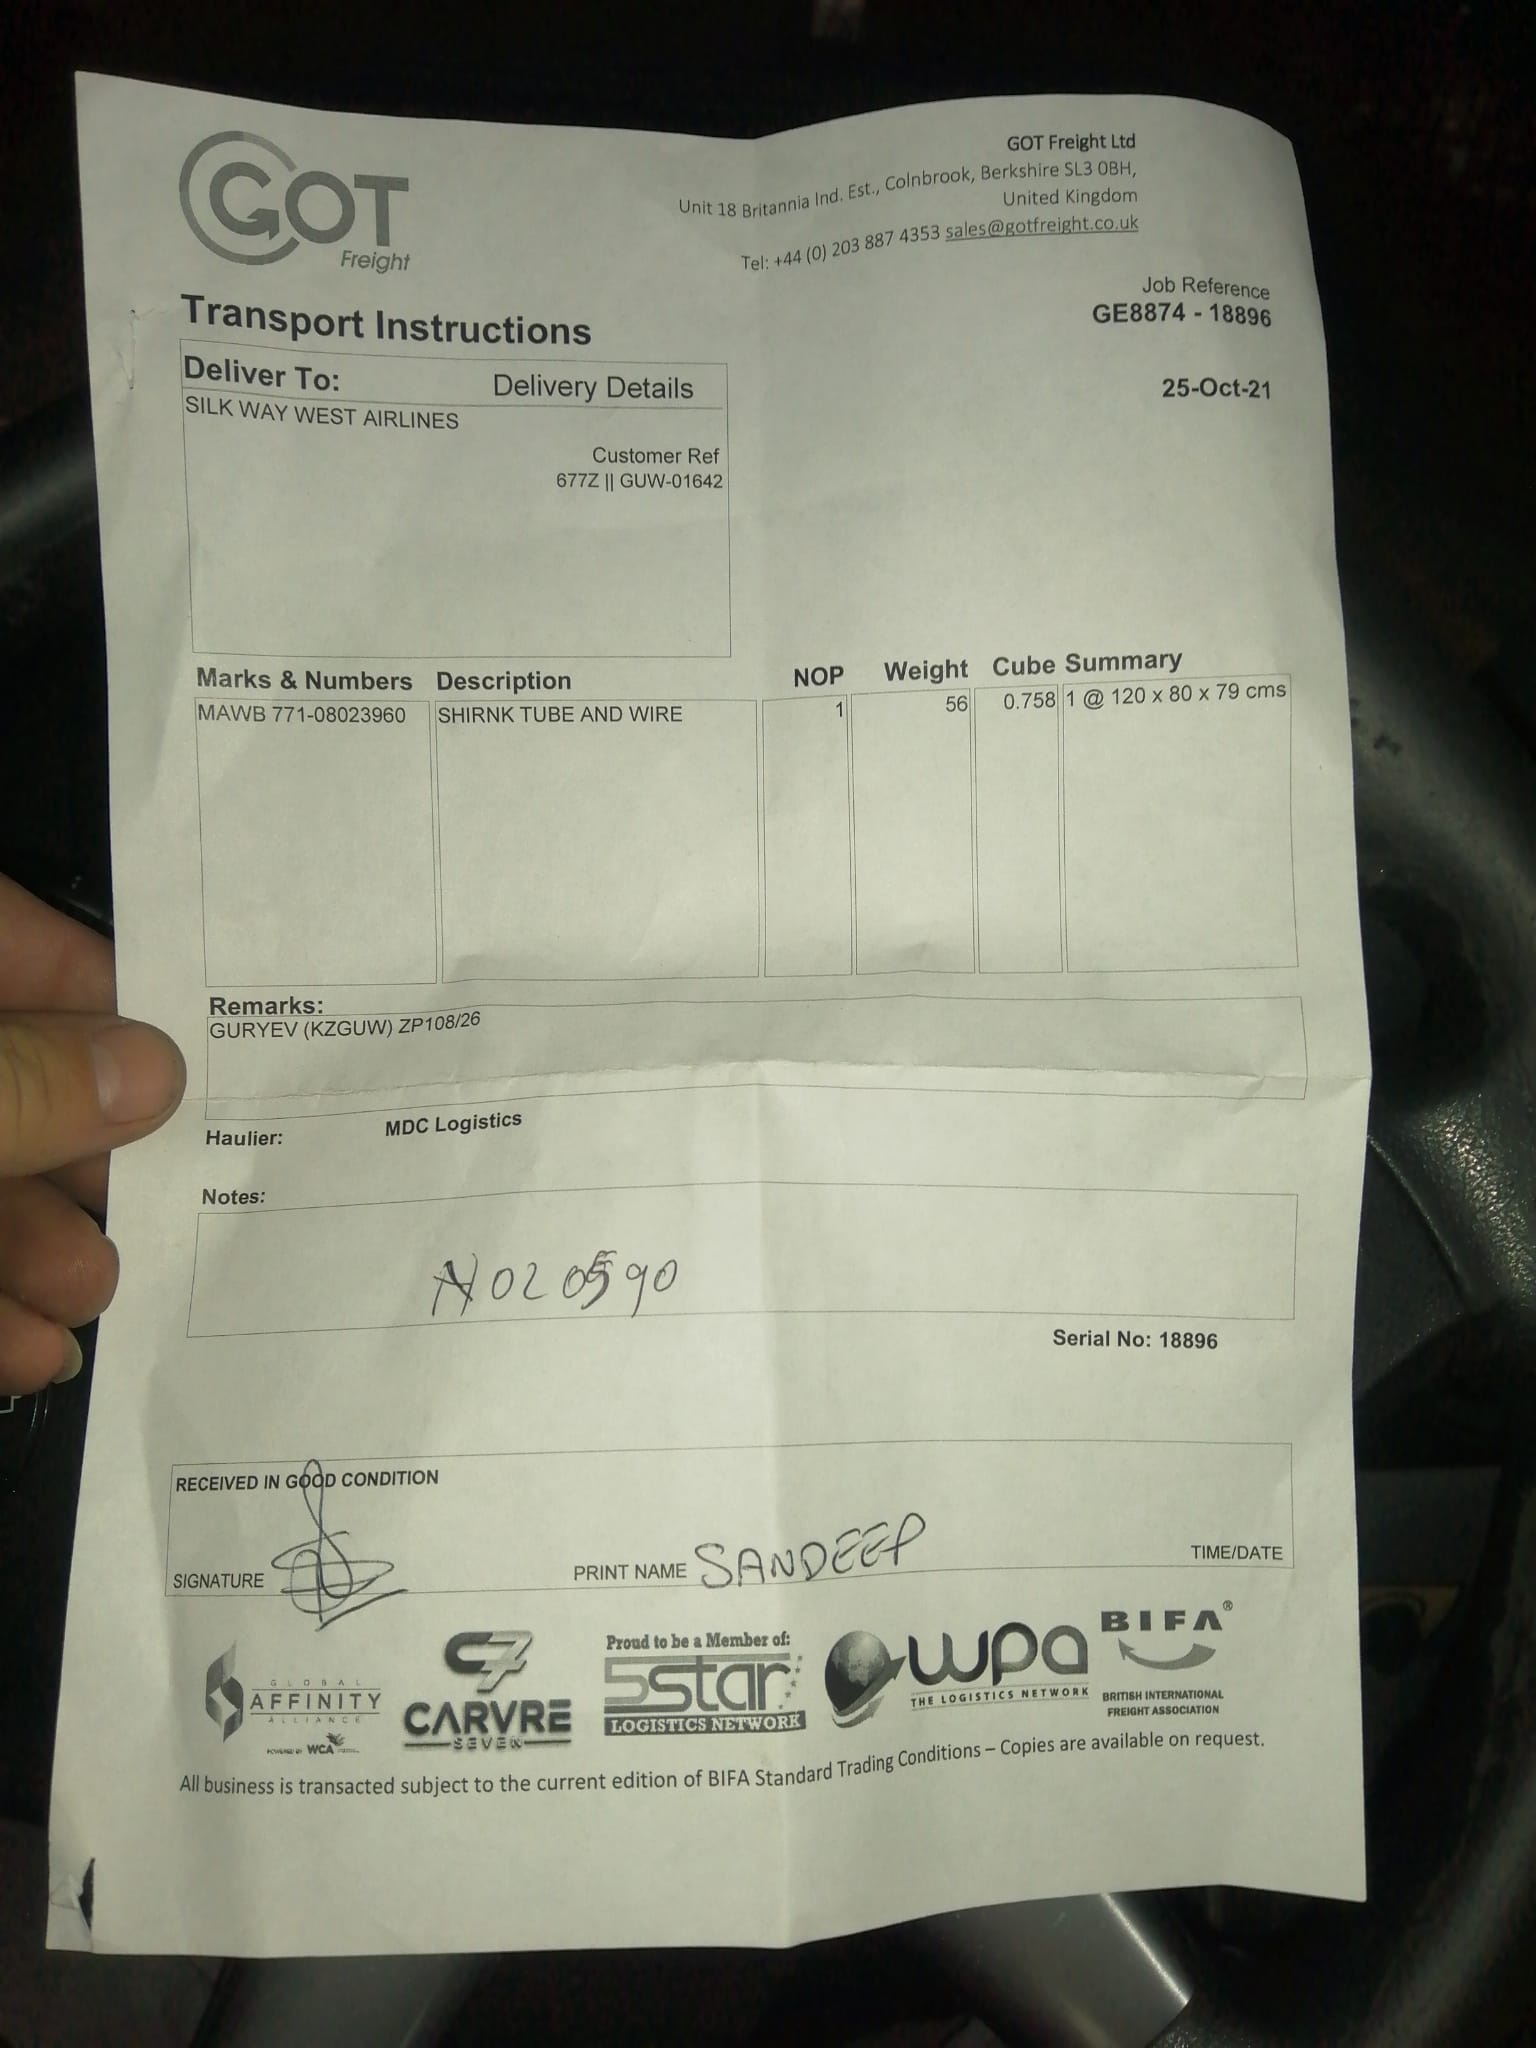 GOT
Freight
GOT Freight Ltd
Unit 18 Britannia Ind. Est., Colnbrook, Berkshire SL3 0BH,
United Kingdom
Tel: +44 (0) 203 887 4353 sales@gotfreight.co.uk
Job Reference
GE8874 - 18896
25-Oct-21
Transport Instructions
Deliver To: Delivery Details
SILK WAY WEST AIRLINES
Customer Ref
677Z || GUW-01642
Marks & Numbers Description NOP Weight Cube Summary
MAWB 771-08023960 SHIRNK TUBE AND WIRE 1 56 0.758 1 @ 120 x 80 x 79 cms
Remarks:
GURYEV (KZGUW) ZP108/26
Haulier: MDC Logistics
Notes:
Serial No: 18896
RECEIVED IN GOOD CONDITION
SIGNATURE PRINT NAME SANDEEP TIME/DATE
GLOBAL
AFFINITY
ALLIANCE
POWERED BY WCA
C7
CARVRE
SEVEN
Proud to be a Member of:
5star
LOGISTICS NETWORK
wpa
THE LOGISTICS NETWORK
BIFA®
BRITISH INTERNATIONAL
FREIGHT ASSOCIATION
All business is transacted subject to the current edition of BIFA Standard Trading Conditions – Copies are available on request.